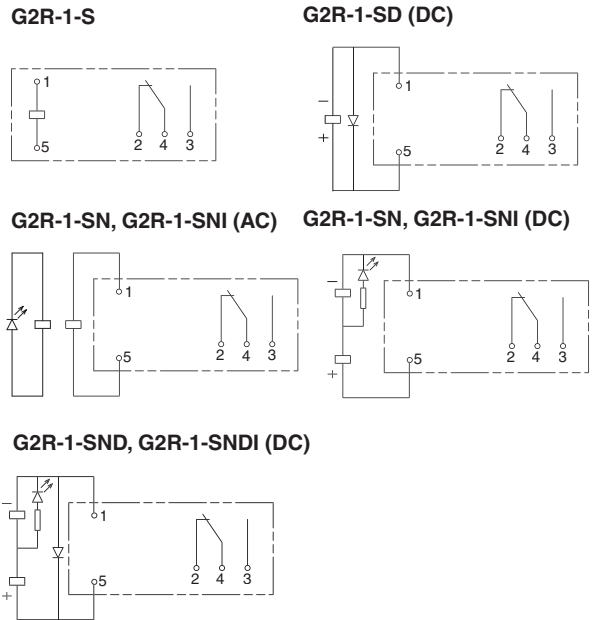 G2R-1-S
1
5
2 4 3
G2R-1-SD (DC)
−
+
1
5
2 4 3
G2R-1-SN, G2R-1-SNI (AC)
1
5
2 4 3
G2R-1-SN, G2R-1-SNI (DC)
−
+
1
5
2 4 3
G2R-1-SND, G2R-1-SNDI (DC)
−
+
1
5
2 4 3